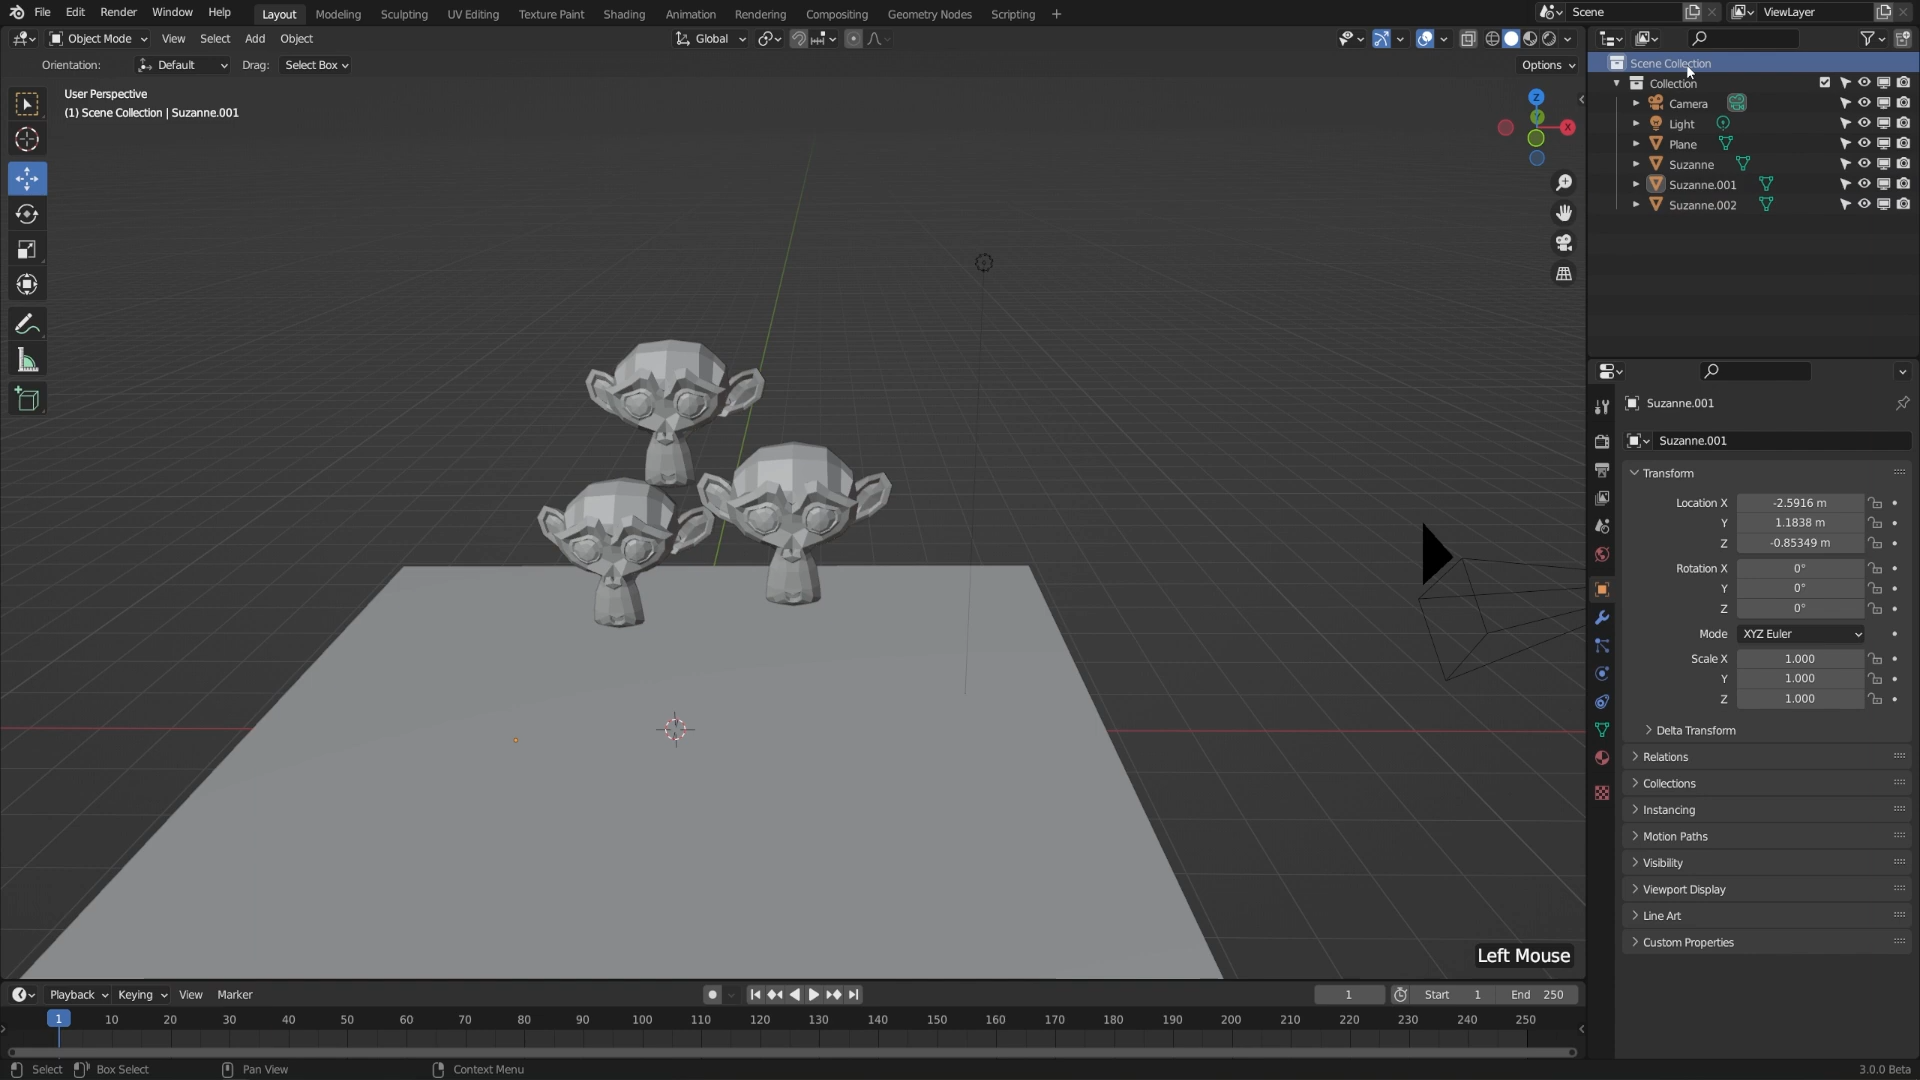 File Edit Render Window Help Layout Modeling Sculpting UV Editing Texture Paint Shading Animation Rendering Compositing Geometry Nodes Scripting + Scene ViewLayer
Object Mode View Select Add Object Global
Orientation: Default Drag: Select Box Options
User Perspective
(1) Scene Collection | Suzanne.001
Z
Y
X
Scene Collection
Collection
Camera
Light
Plane
Suzanne
Suzanne.001
Suzanne.002
Suzanne.001
Suzanne.001
Transform
Location X -2.5916 m
Y 1.1838 m
Z -0.85349 m
Rotation X 0°
Y 0°
Z 0°
Mode XYZ Euler
Scale X 1.000
Y 1.000
Z 1.000
Delta Transform
Relations
Collections
Instancing
Motion Paths
Visibility
Viewport Display
Line Art
Custom Properties
Left Mouse
Playback Keying View Marker 1 Start 1 End 250
1 10 20 30 40 50 60 70 80 90 100 110 120 130 140 150 160 170 180 190 200 210 220 230 240 250
Select Box Select Pan View Context Menu 3.0.0 Beta